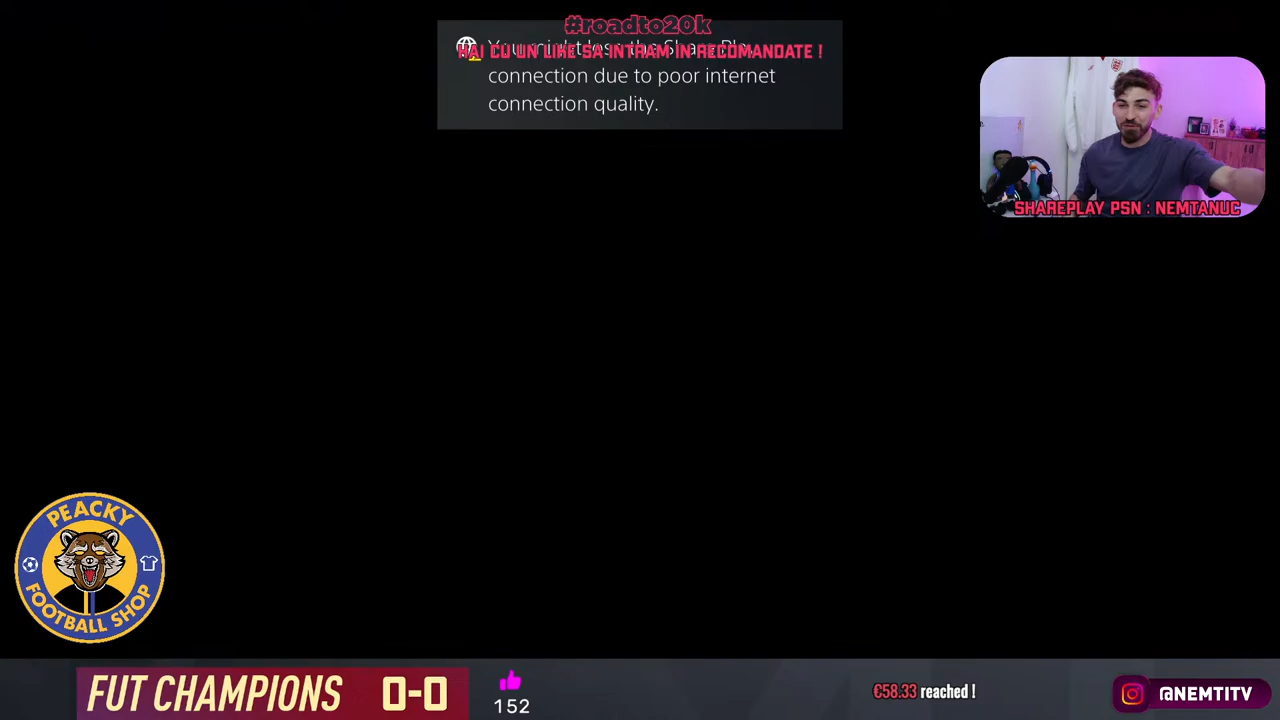 #roadto20k
HAI CU UN LIKE SA INTRAM IN RECOMANDATE !
connection due to poor internet
connection quality.
SHAREPLAY PSN : NEMTANUC
PEACKY
FOOTBALL SHOP
FUT CHAMPIONS 0-0
152
€58.33 reached !
@NEMTITV